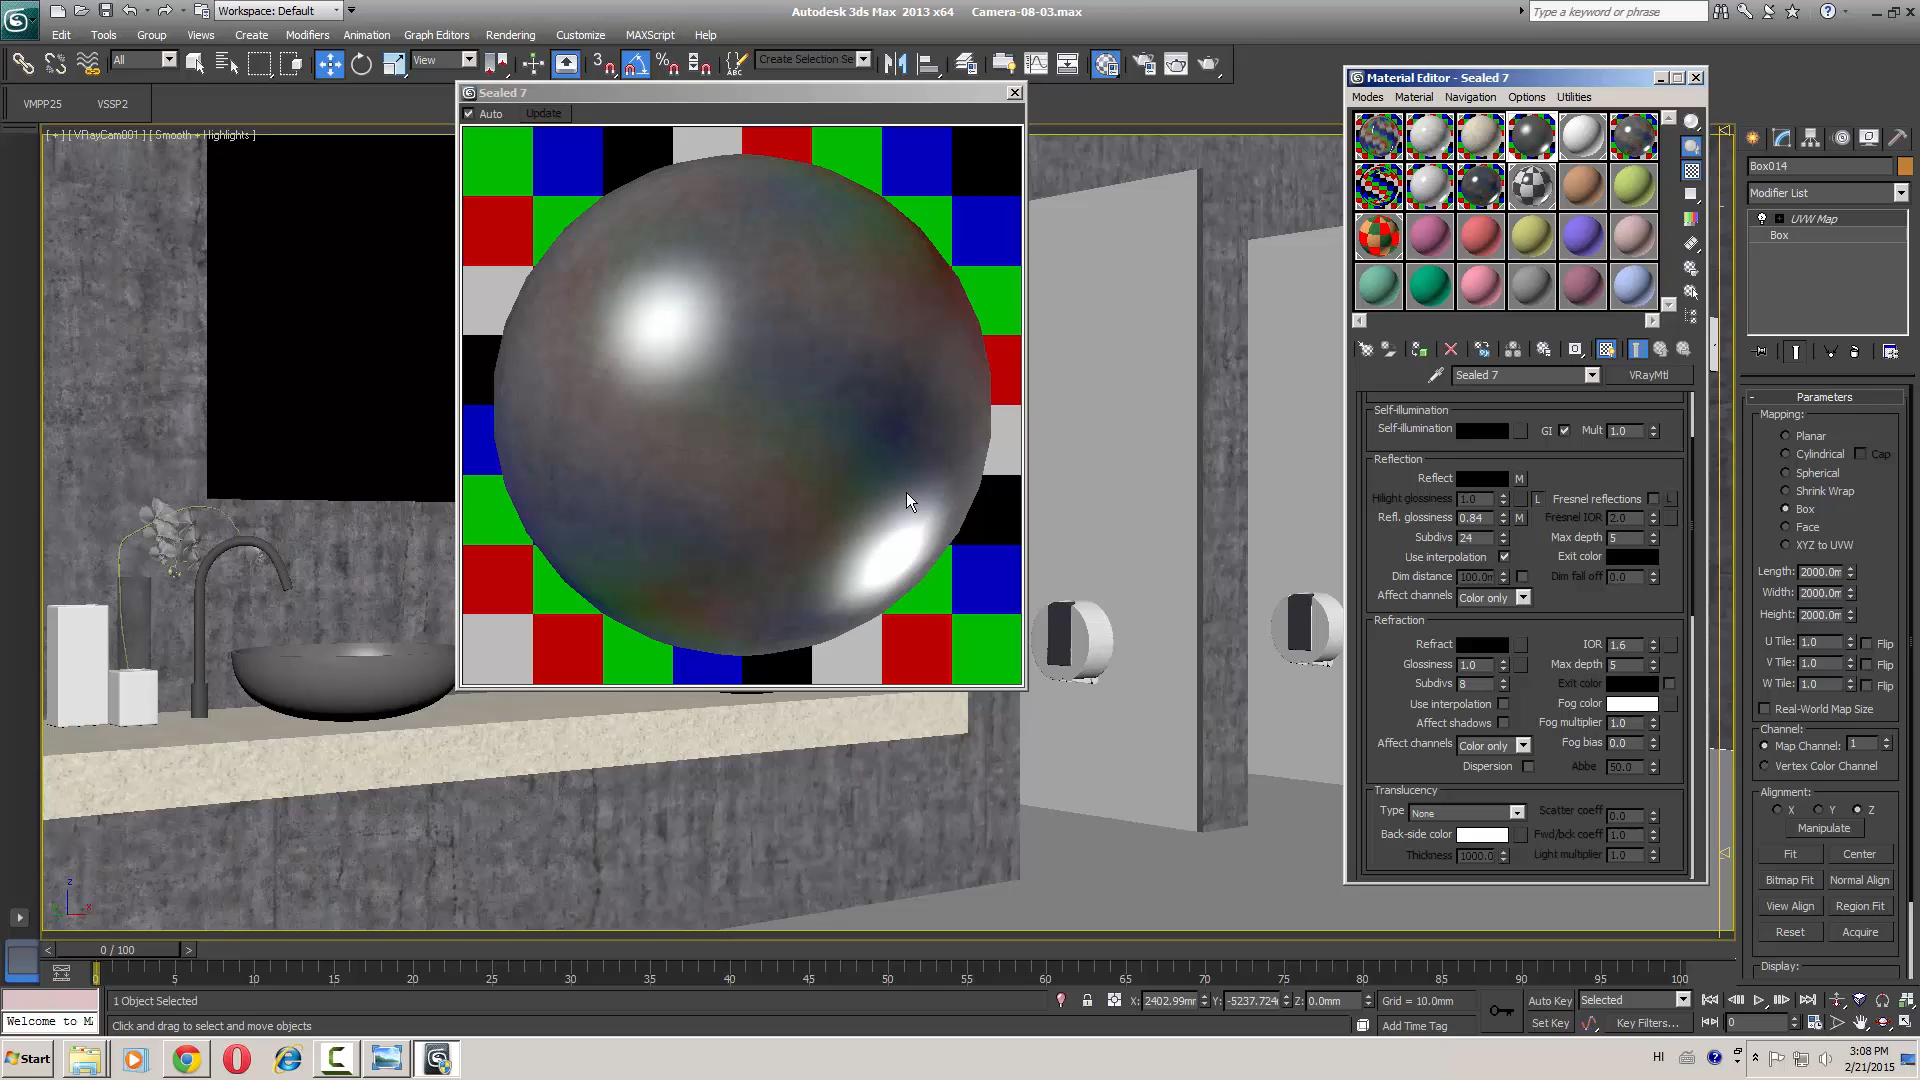 Workspace: Default
Autodesk 3ds Max 2013 x64 Camera-08-03.max
Type a keyword or phrase
Edit Tools Group Views Create Modifiers Animation Graph Editors Rendering Customize MAXScript Help
All View 3 Create Selection Se
VMPP25 VSSP2
[ + ] [ VRayCam001 ] [ Smooth + Highlights ]
Sealed 7
Auto Update
Material Editor - Sealed 7
Modes Material Navigation Options Utilities
Sealed 7 VRayMtl
Self-illumination
Self-illumination GI Mult 1.0
Reflection
Reflect M
Hilight glossiness 1.0 L Fresnel reflections L
Refl. glossiness 0.84 M Fresnel IOR 2.0
Subdivs 24 Max depth 5
Use interpolation Exit color
Dim distance 100.0m Dim fall off 0.0
Affect channels Color only
Refraction
Refract IOR 1.6
Glossiness 1.0 Max depth 5
Subdivs 8 Exit color
Use interpolation Fog color
Affect shadows Fog multiplier 1.0
Affect channels Color only Fog bias 0.0
Dispersion Abbe 50.0
Translucency
Type None Scatter coeff 0.0
Back-side color Fwd/bck coeff 1.0
Thickness 1000.0 Light multiplier 1.0
Box014
Modifier List
UVW Map
Box
- Parameters
Mapping:
Planar
Cylindrical Cap
Spherical
Shrink Wrap
Box
Face
XYZ to UVW
Length: 2000.0m
Width: 2000.0m
Height: 2000.0m
U Tile: 1.0 Flip
V Tile: 1.0 Flip
W Tile: 1.0 Flip
Real-World Map Size
Channel:
Map Channel: 1
Vertex Color Channel
Alignment:
X Y Z
Manipulate
Fit Center
Bitmap Fit Normal Align
View Align Region Fit
Reset Acquire
Display:
z
x
< 0 / 100 >
0 5 10 15 20 25 30 35 40 45 50 55 60 65 70 75 80 85 90 95 100
1 Object Selected X: 2402.99mm Y: -5237.724m Z: 0.0mm Grid = 10.0mm Auto Key Selected
Welcome to M Click and drag to select and move objects Add Time Tag Set Key Key Filters... 0
Start HI 3:08 PM
2/21/2015